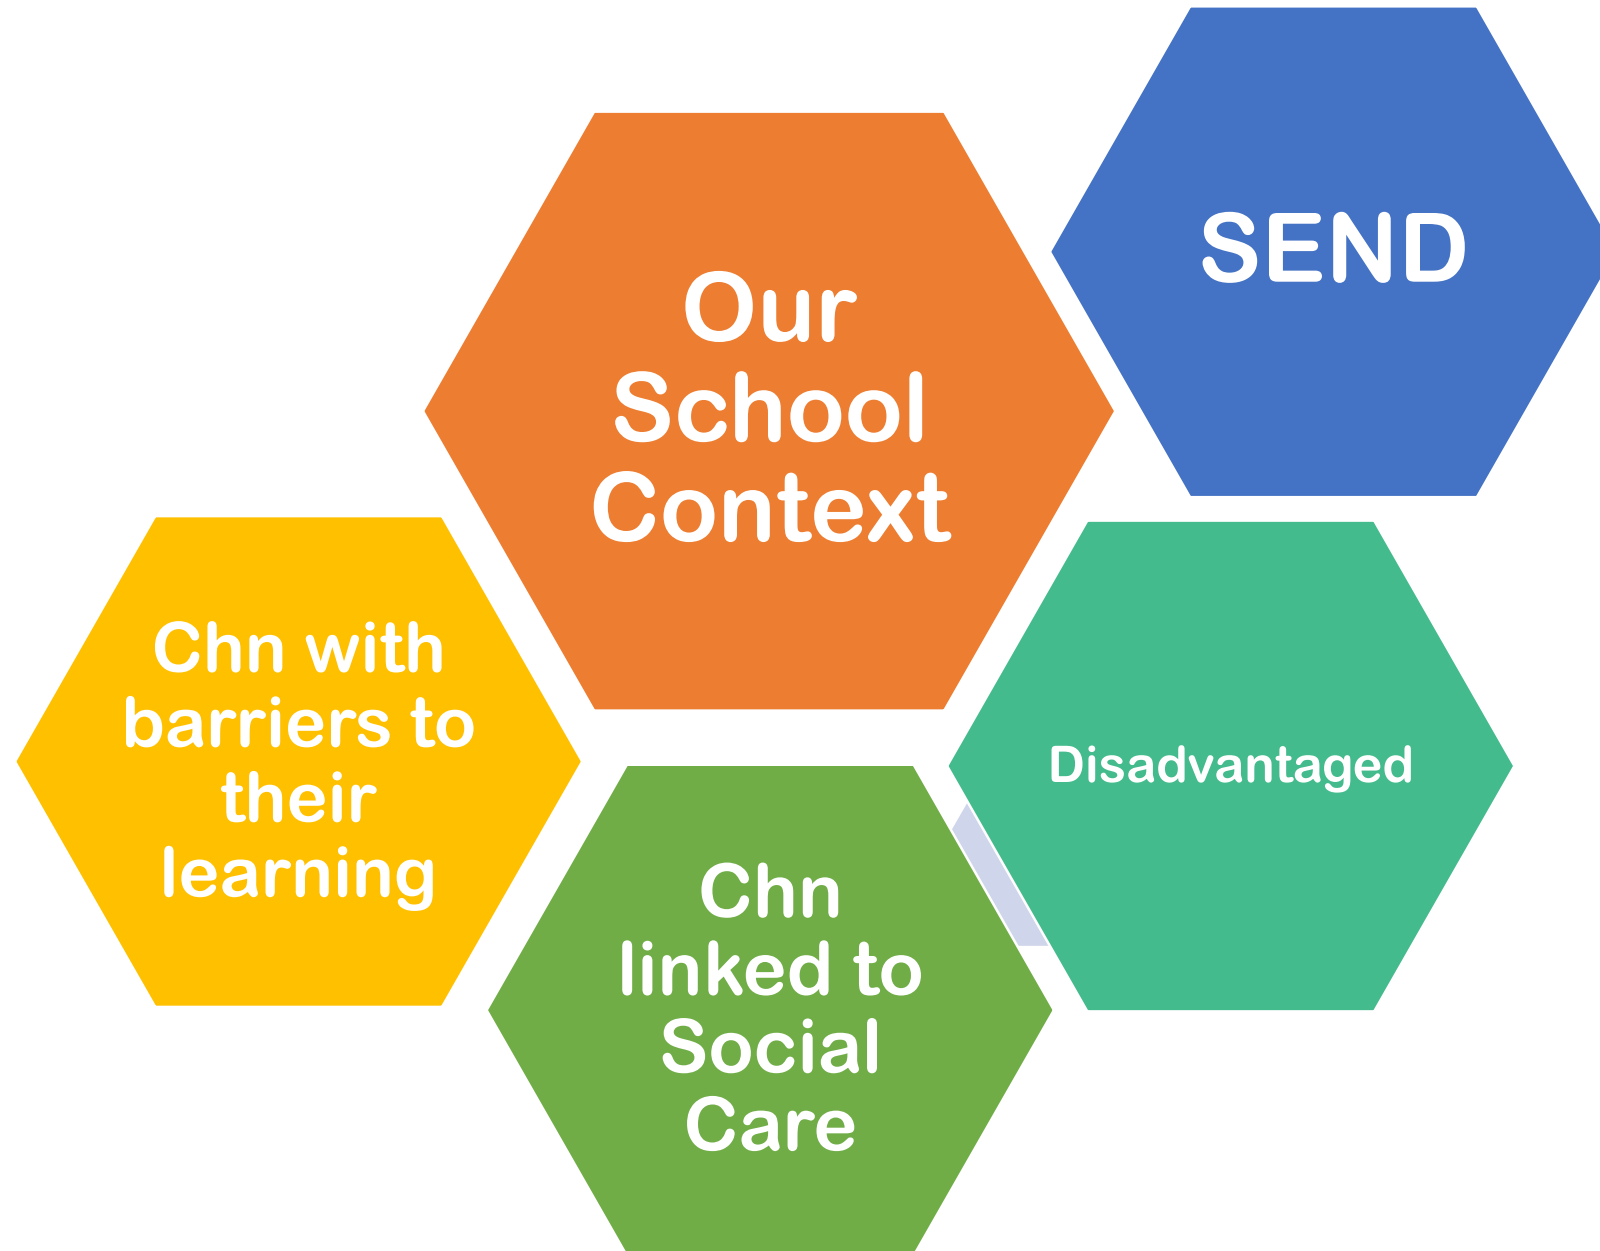 Our
School
Context
SEND
Chn with
barriers to
their
learning
Disadvantaged
Chn
linked to
Social
Care